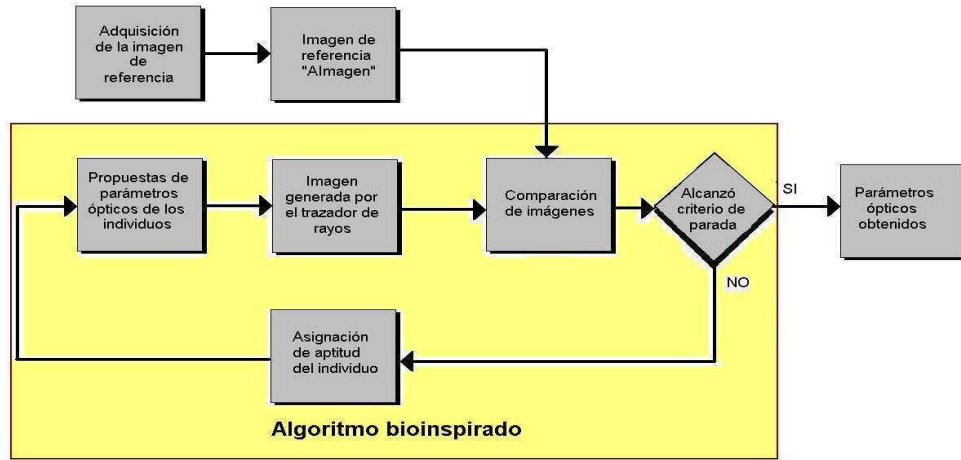 Adquisición
de la imagen
de
referencia
Imagen de
referencia
"AImagen"
Propuestas de
parámetros
ópticos de los
individuos
Imagen
generada por
el trazador de
rayos
Comparación
de imágenes
Alcanzó
criterio de
parada
SI
Parámetros
ópticos
obtenidos
NO
Asignación
de aptitud
del individuo
Algoritmo bioinspirado